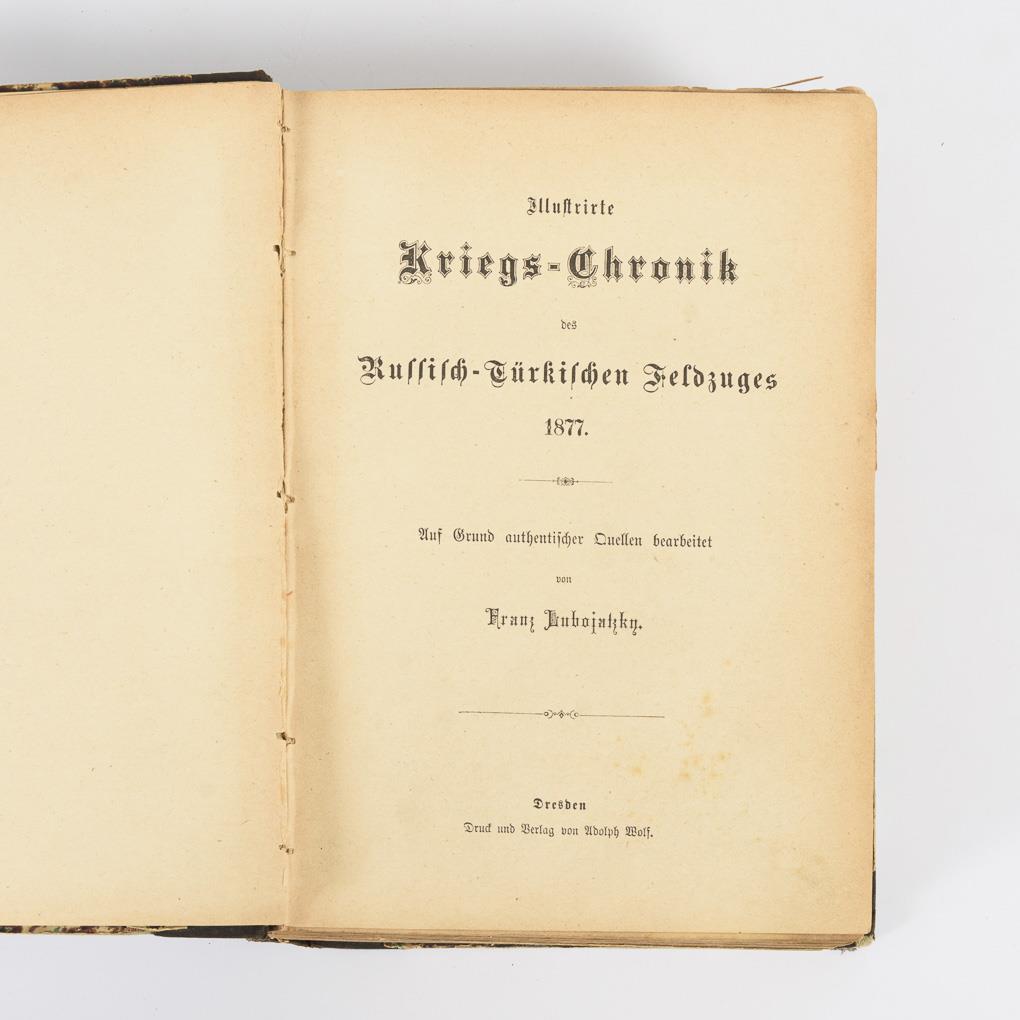 Illustrirte
Kriegs-Chronik
des
Russisch-Türkischen Feldzuges
1877.
Auf Grund authentischer Quellen bearbeitet
von
Franz Lubojatzky.
Dresden
Druck und Verlag von Adolph Wolf.